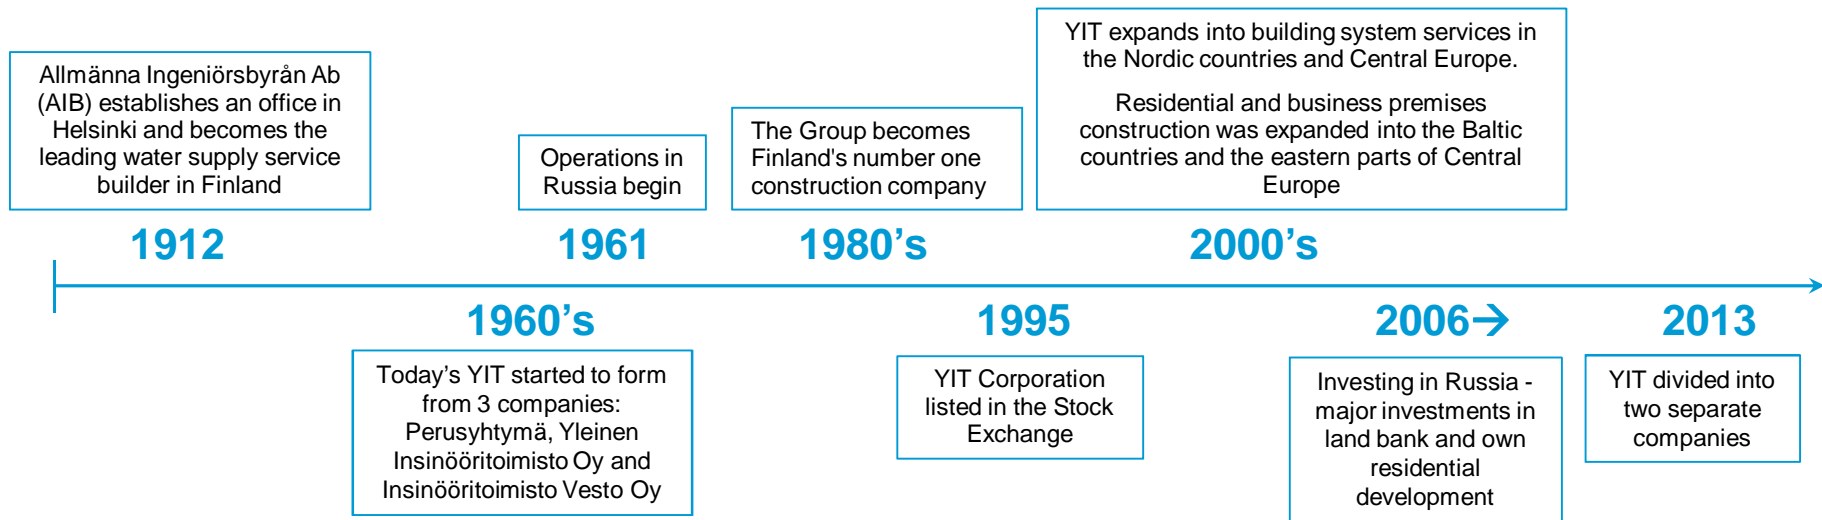 Allmänna Ingeniörsbyrån Ab
(AIB) establishes an office in
Helsinki and becomes the
leading water supply service
builder in Finland
1912
Operations in
Russia begin
1961
The Group becomes
Finland's number one
construction company
1980’s
YIT expands into building system services in
the Nordic countries and Central Europe.
Residential and business premises
construction was expanded into the Baltic
countries and the eastern parts of Central
Europe
2000’s
1960’s
Today’s YIT started to form
from 3 companies:
Perusyhtymä, Yleinen
Insinööritoimisto Oy and
Insinööritoimisto Vesto Oy
1995
YIT Corporation
listed in the Stock
Exchange
2006→
Investing in Russia -
major investments in
land bank and own
residential
development
2013
YIT divided into
two separate
companies